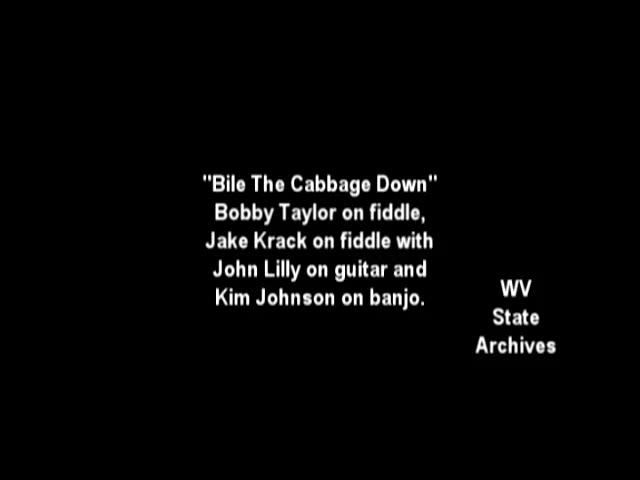 "Bile The Cabbage Down"
Bobby Taylor on fiddle,
Jake Krack on fiddle with
John Lilly on guitar and
Kim Johnson on banjo.
WV
State
Archives